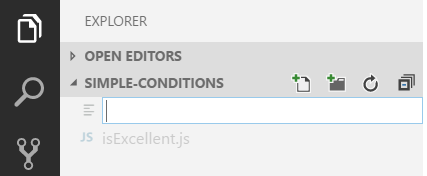 EXPLORER
OPEN EDITORS
SIMPLE-CONDITIONS
JS isExcellent.js